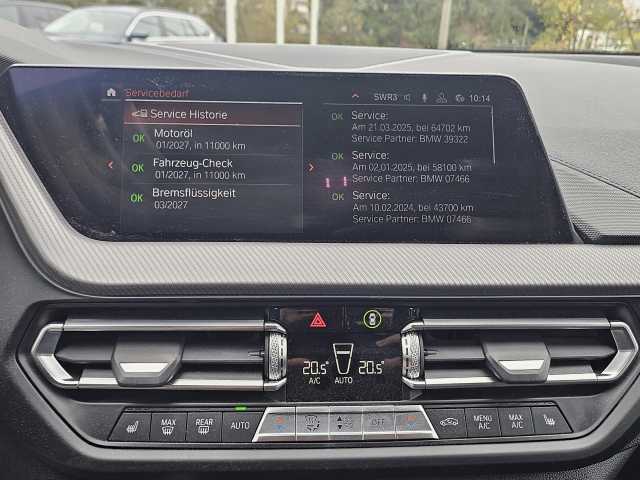 Servicebedarf
SWR3
10:14
Service Historie
OK Motoröl
01/2027, in 11000 km
OK Fahrzeug-Check
01/2027, in 11000 km
OK Bremsflüssigkeit
03/2027
OK Service:
Am 21.03.2025, bei 64702 km
Service Partner: BMW 39322
OK Service:
Am 02.01.2025, bei 58100 km
Service Partner: BMW 07466
OK Service:
Am 10.02.2024, bei 43700 km
Service Partner: BMW 07466
1 1
20.5°
A/C
AUTO
20.5°
MAX
REAR
AUTO
OFF
MENU
A/C
MAX
A/C